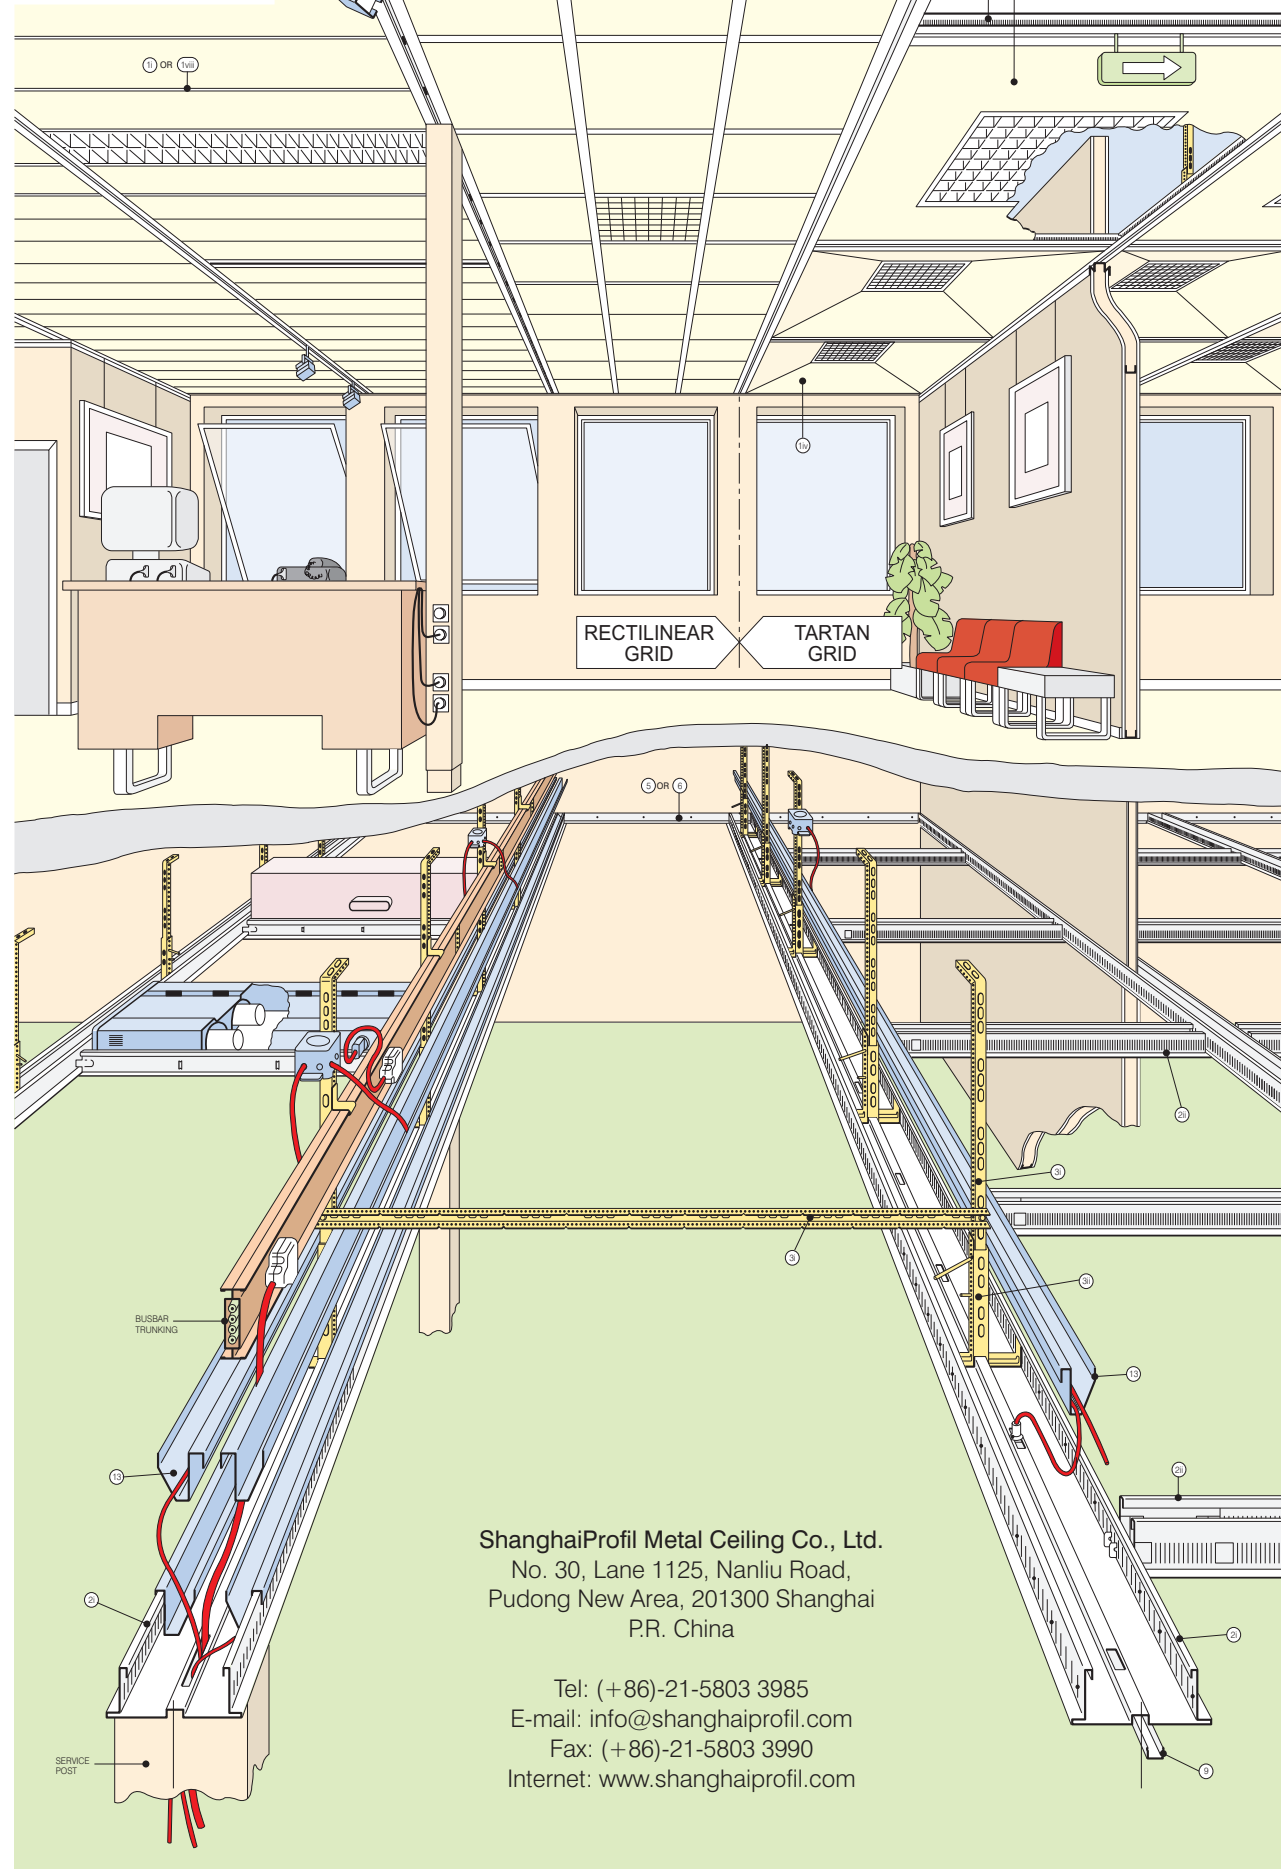 1i OR 1viii
1iv
RECTILINEAR
GRID
TARTAN
GRID
5 OR 6
2ii
3i
3i
3ii
BUSBAR
TRUNKING
13
13
2ii
ShanghaiProfil Metal Ceiling Co., Ltd.
No. 30, Lane 1125, Nanliu Road,
Pudong New Area, 201300 Shanghai
P.R. China
2i
2i
Tel: (+86)-21-5803 3985
E-mail: info@shanghaiprofil.com
Fax: (+86)-21-5803 3990
Internet: www.shanghaiprofil.com
SERVICE
POST
9